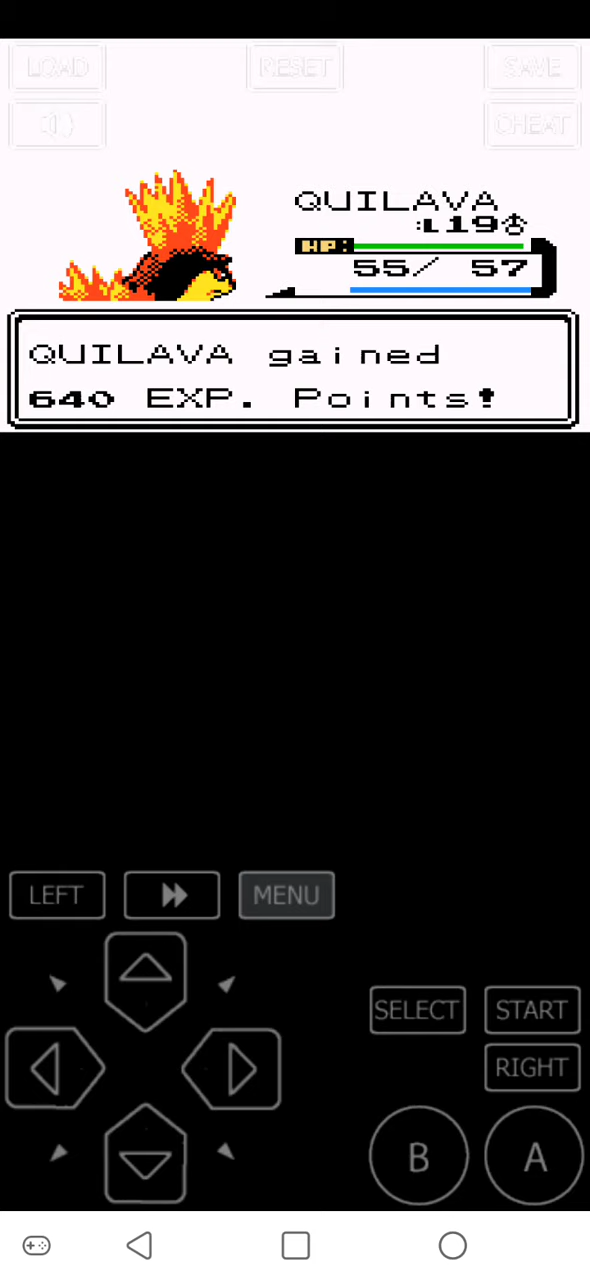 LOAD RESET SAVE
CHEAT
QUILAVA
:L19♂
HP:
55/ 57
QUILAVA gained
640 EXP. Points!
LEFT MENU
SELECT START
RIGHT
B A